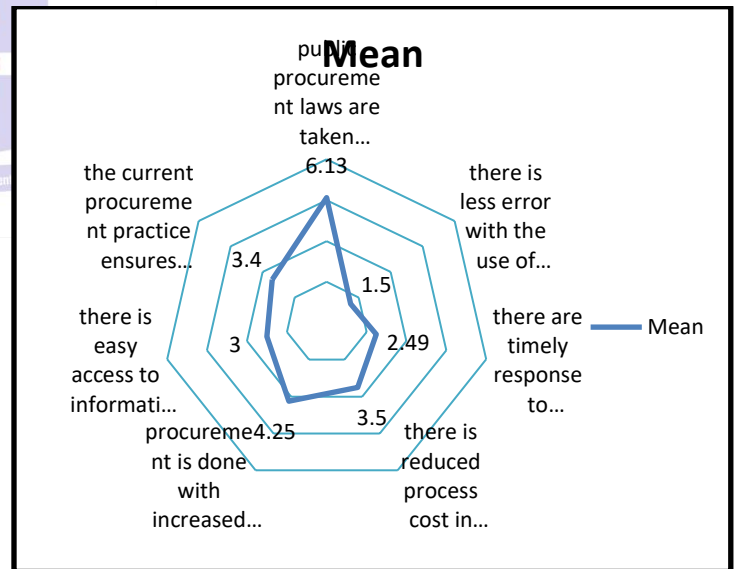 Mean
public
procureme
nt laws are
taken…
6.13
there is
less error
with the
use of…
1.5
there are
timely
response
to…
2.49
there is
reduced
process
cost in…
3.5
procureme
nt is done
with
increased…
4.25
there is
easy
access to
informati…
3
the current
procureme
nt practice
ensures…
3.4
Mean